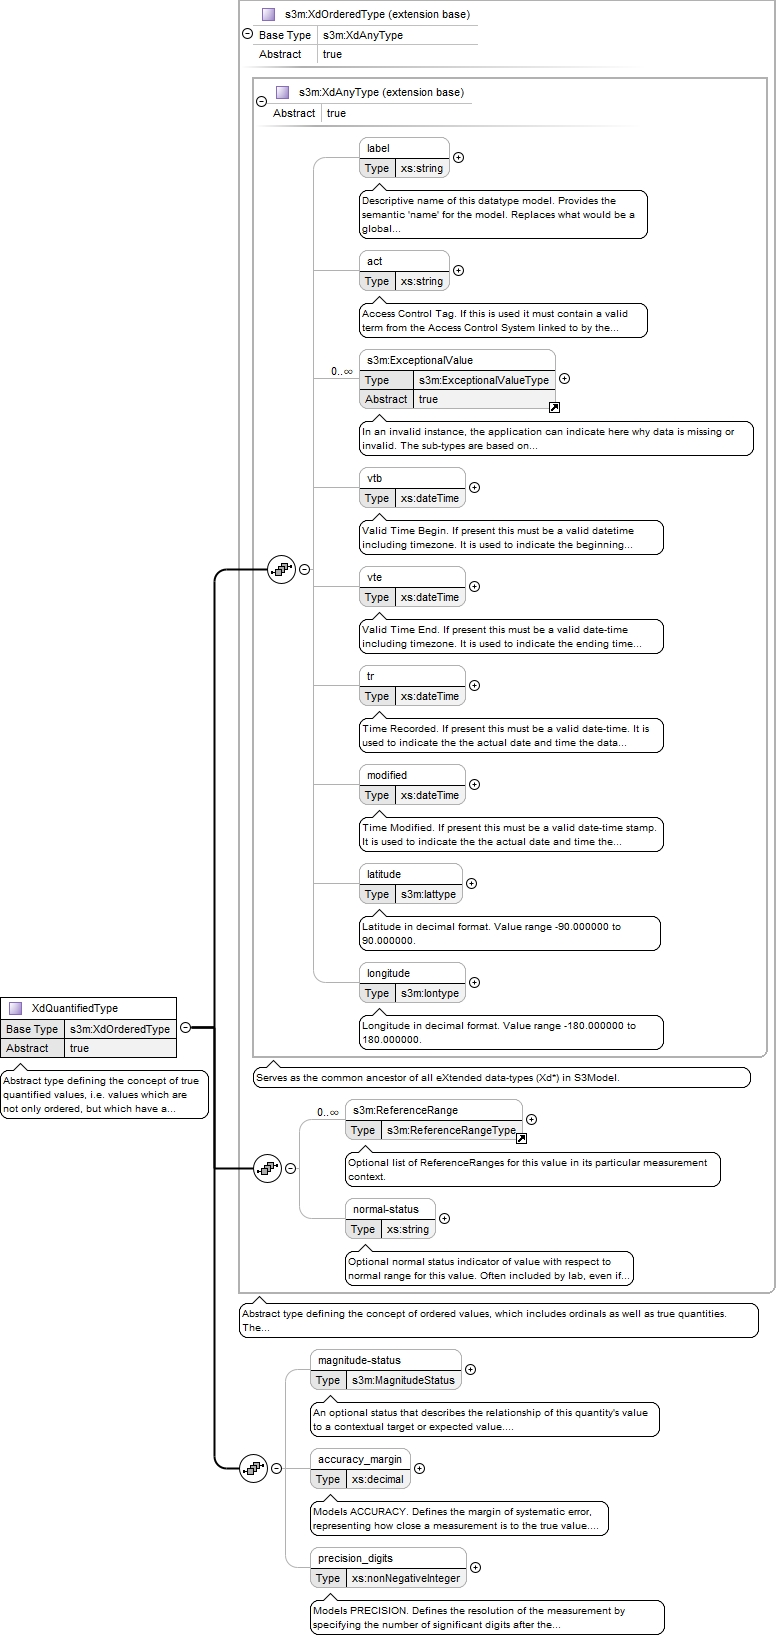 s3m:XdOrderedType (extension base)
Base Type s3m:XdAnyType
Abstract true
s3m:XdAnyType (extension base)
Abstract true
label
Type xs:string
Descriptive name of this datatype model. Provides the
semantic 'name' for the model. Replaces what would be a
global...
act
Type xs:string
Access Control Tag. If this is used it must contain a valid
term from the Access Control System linked to by the...
0..∞
s3m:ExceptionalValue
Type s3m:ExceptionalValueType
Abstract true
In an invalid instance, the application can indicate here why data is missing or
invalid. The sub-types are based on...
vtb
Type xs:dateTime
Valid Time Begin. If present this must be a valid datetime
including timezone. It is used to indicate the beginning...
vte
Type xs:dateTime
Valid Time End. If present this must be a valid date-time
including timezone. It is used to indicate the ending time...
tr
Type xs:dateTime
Time Recorded. If present this must be a valid date-time. It is
used to indicate the the actual date and time the data...
modified
Type xs:dateTime
Time Modified. If present this must be a valid date-time stamp.
It is used to indicate the the actual date and time the...
latitude
Type s3m:lattype
Latitude in decimal format. Value range -90.000000 to
90.000000.
longitude
Type s3m:lontype
Longitude in decimal format. Value range -180.000000 to
180.000000.
XdQuantifiedType
Base Type s3m:XdOrderedType
Abstract true
Abstract type defining the concept of true
quantified values, i.e. values which are
not only ordered, but which have a...
Serves as the common ancestor of all eXtended data-types (Xd*) in S3Model.
0..∞
s3m:ReferenceRange
Type s3m:ReferenceRangeType
Optional list of ReferenceRanges for this value in its particular measurement
context.
normal-status
Type xs:string
Optional normal status indicator of value with respect to
normal range for this value. Often included by lab, even if...
Abstract type defining the concept of ordered values, which includes ordinals as well as true quantities.
The...
magnitude-status
Type s3m:MagnitudeStatus
An optional status that describes the relationship of this quantity's value
to a contextual target or expected value....
accuracy_margin
Type xs:decimal
Models ACCURACY. Defines the margin of systematic error,
representing how close a measurement is to the true value....
precision_digits
Type xs:nonNegativeInteger
Models PRECISION. Defines the resolution of the measurement by
specifying the number of significant digits after the...